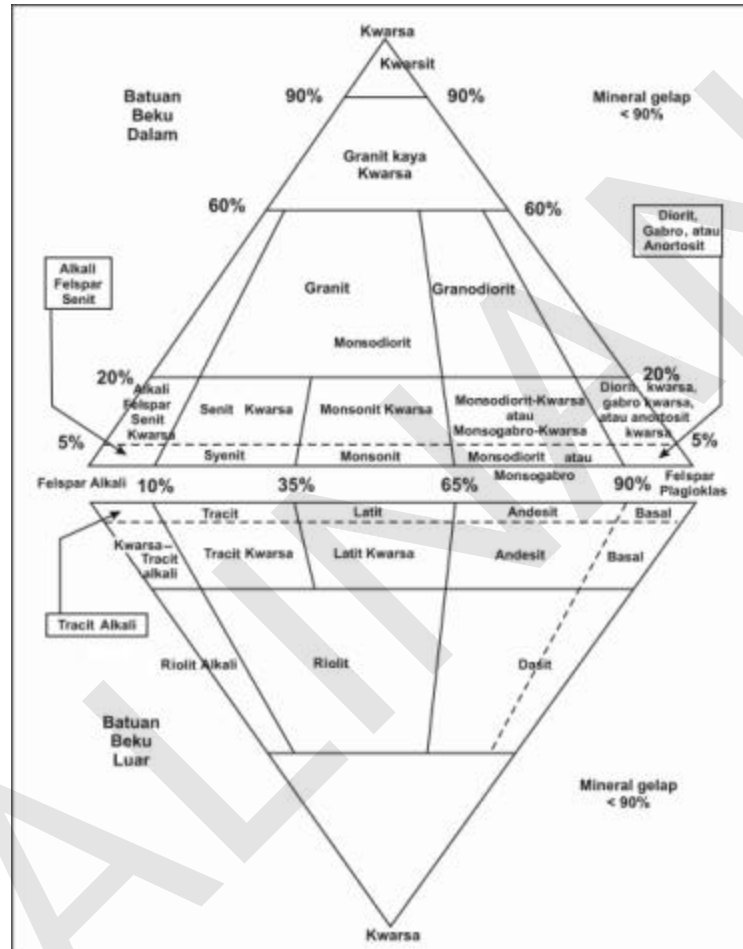 Kwarsa
Kwarsit
Batuan
Beku
Dalam
90%
90%
Mineral gelap
< 90%
Granit kaya
Kwarsa
60%
60%
Diorit,
Gabro, atau
Anortosit
Alkali
Felspar
Senit
Granit
Granodiorit
Monsodiorit
20%
20%
Alkali
Felspar
Senit
Kwarsa
Senit Kwarsa
Monsonit Kwarsa
Monsodiorit-Kwarsa
atau
Monsogabro-Kwarsa
Diorit kwarsa,
gabro kwarsa,
atau anortosit
kwarsa
5%
5%
Syenit
Monsonit
Monsodiorit atau
Monsogabro
Felspar Alkali
10%
35%
65%
90%
Felspar
Plagioklas
Tracit
Latit
Andesit
Basal
Kwarsa–
Tracit
alkali
Tracit Kwarsa
Latit Kwarsa
Andesit
Basal
Tracit Alkali
Riolit Alkali
Riolit
Dasit
Batuan
Beku
Luar
Mineral gelap
< 90%
Kwarsa
ALINAN